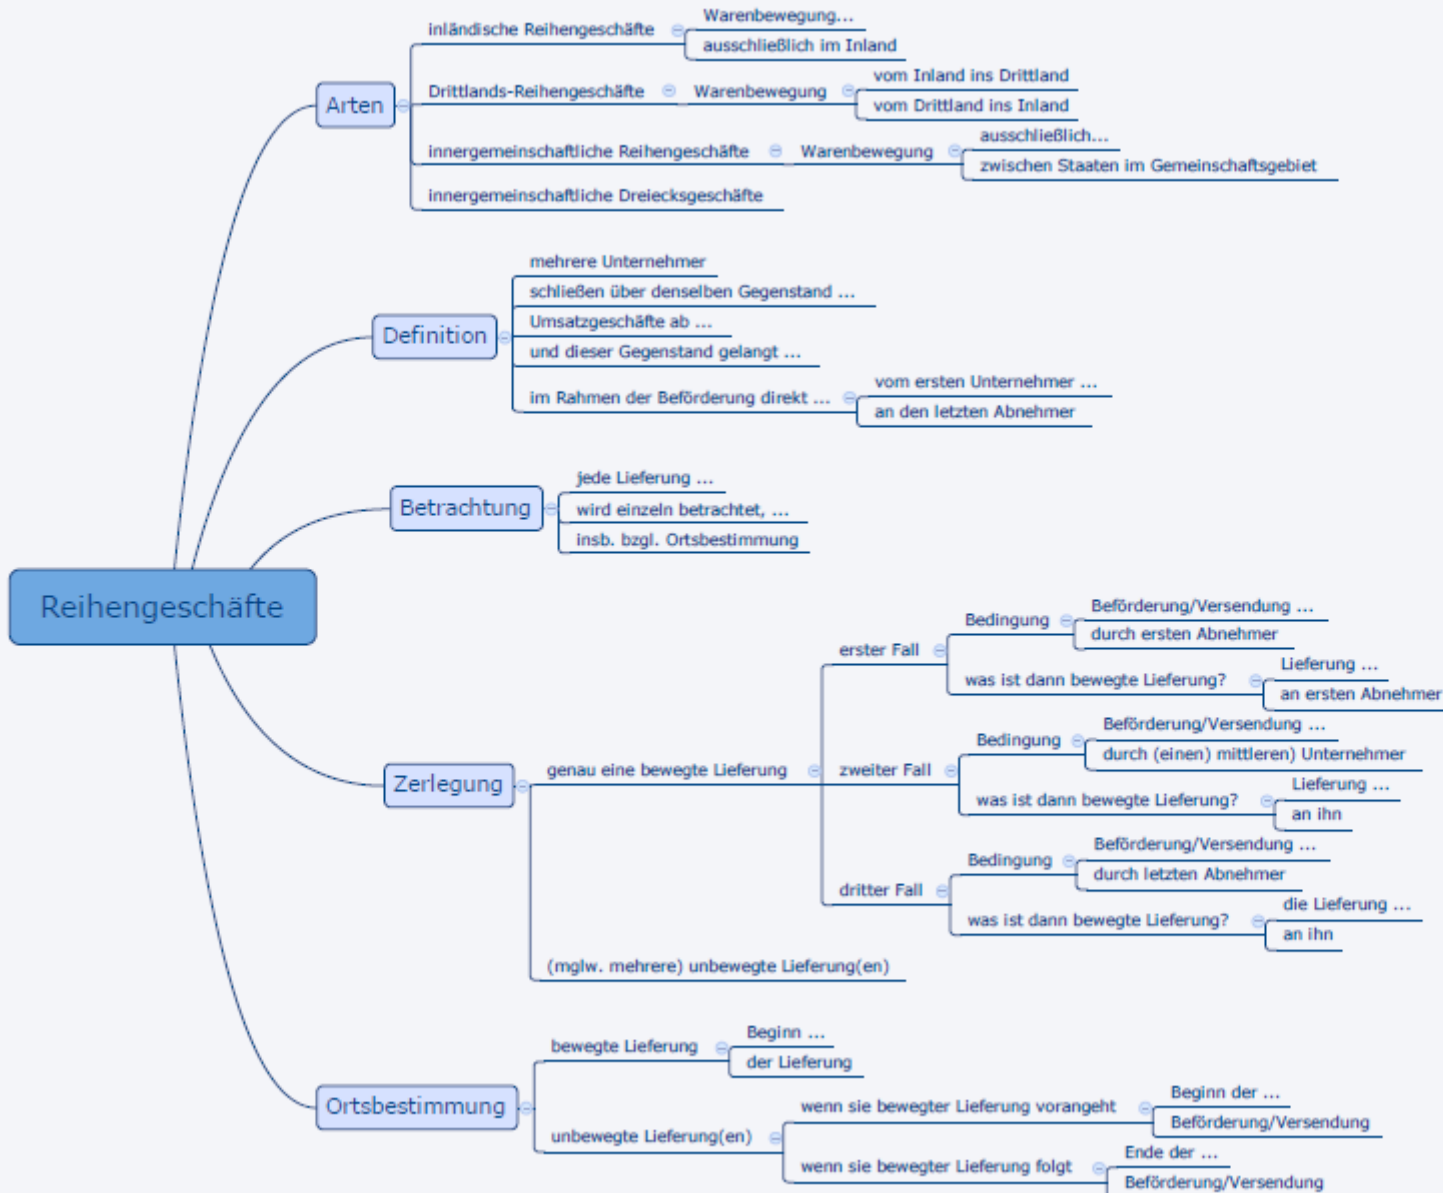 Reihengeschäfte
Arten
inländische Reihengeschäfte
Warenbewegung...
ausschließlich im Inland
Drittlands-Reihengeschäfte
Warenbewegung
vom Inland ins Drittland
vom Drittland ins Inland
innergemeinschaftliche Reihengeschäfte
Warenbewegung
ausschließlich...
zwischen Staaten im Gemeinschaftsgebiet
innergemeinschaftliche Dreiecksgeschäfte
Definition
mehrere Unternehmer
schließen über denselben Gegenstand ...
Umsatzgeschäfte ab ...
und dieser Gegenstand gelangt ...
im Rahmen der Beförderung direkt ...
vom ersten Unternehmer ...
an den letzten Abnehmer
Betrachtung
jede Lieferung ...
wird einzeln betrachtet, ...
insb. bzgl. Ortsbestimmung
Zerlegung
genau eine bewegte Lieferung
erster Fall
Bedingung
Beförderung/Versendung ...
durch ersten Abnehmer
was ist dann bewegte Lieferung?
Lieferung ...
an ersten Abnehmer
zweiter Fall
Bedingung
Beförderung/Versendung ...
durch (einen) mittleren) Unternehmer
was ist dann bewegte Lieferung?
Lieferung ...
an ihn
dritter Fall
Bedingung
Beförderung/Versendung ...
durch letzten Abnehmer
was ist dann bewegte Lieferung?
die Lieferung ...
an ihn
(mglw. mehrere) unbewegte Lieferung(en)
Ortsbestimmung
bewegte Lieferung
Beginn ...
der Lieferung
unbewegte Lieferung(en)
wenn sie bewegter Lieferung vorangeht
Beginn der ...
Beförderung/Versendung
wenn sie bewegter Lieferung folgt
Ende der ...
Beförderung/Versendung